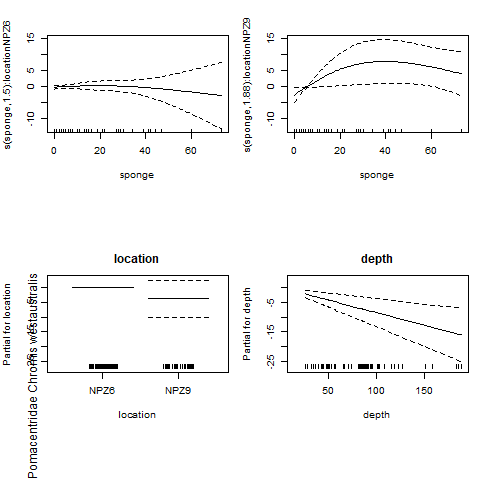 s(sponge,1.5):locationNPZ6
15
5
0
-10
0
20
40
60
sponge
s(sponge,1.88):locationNPZ9
15
5
0
-10
0
20
40
60
sponge
location
Partial for location
-5
-15
NPZ6
NPZ9
location
depth
Partial for depth
-5
-15
-25
50
100
150
depth
Pomacentridae Chromis westaustralis